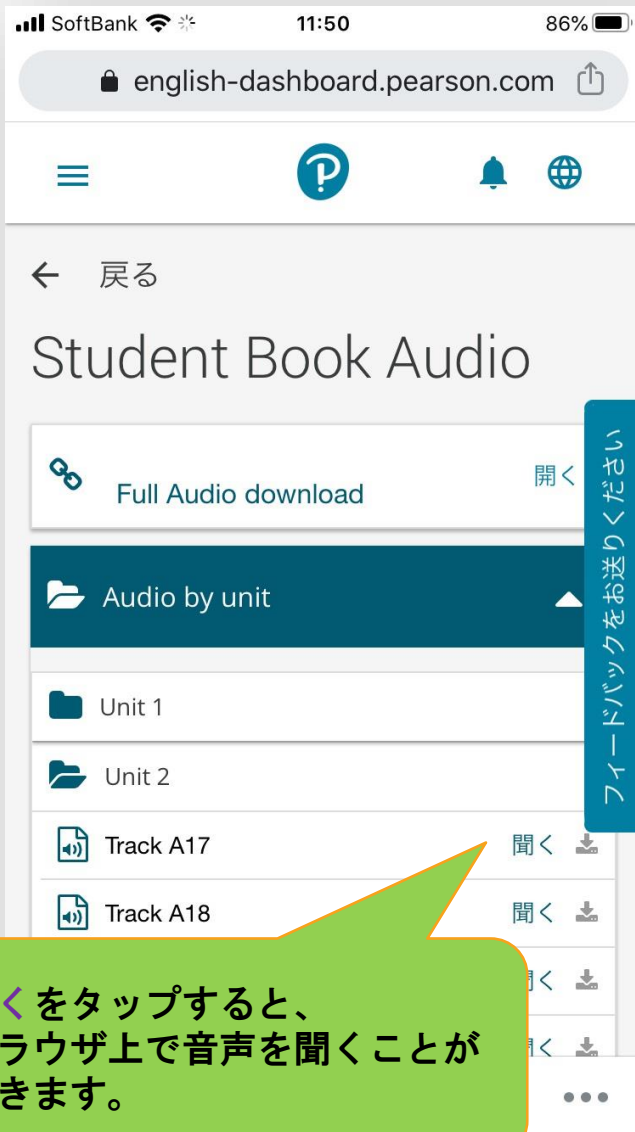 SoftBank 11:50 86%
english-dashboard.pearson.com
戻る
Student Book Audio
Full Audio download 開く
Audio by unit
Unit 1
Unit 2
Track A17 聞く
Track A18 聞く
く
く
く をタップすると、
ラウザ上で音声を聞くことが
きます。
フィードバックをお送りください